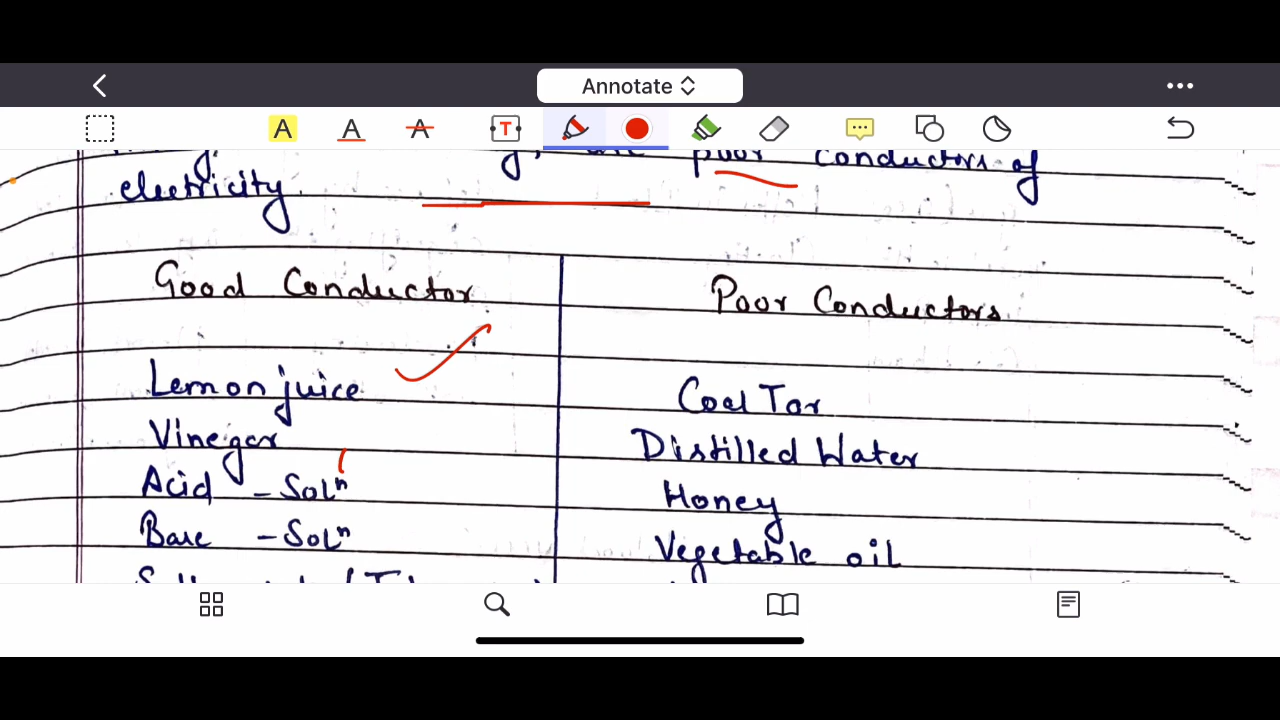 Annotate
A A A T
poor conductors of
electricity
Good Conductor
Poor Conductors
Lemon juice
Coal Tar
Vinegar
Distilled Water
Acid - Solⁿ
Honey
Base - Solⁿ
Vegetable oil